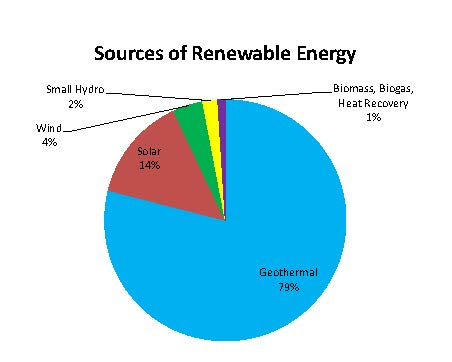 Sources of Renewable Energy
Small Hydro
2%
Biomass, Biogas,
Heat Recovery
1%
Wind
4%
Solar
14%
Geothermal
79%